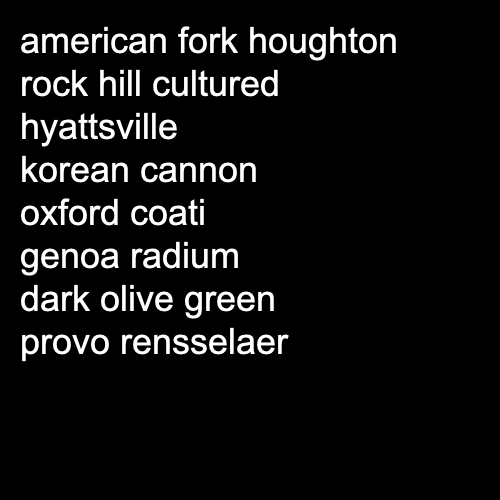 american fork houghton
rock hill cultured
hyattsville
korean cannon
oxford coati
genoa radium
dark olive green
provo rensselaer